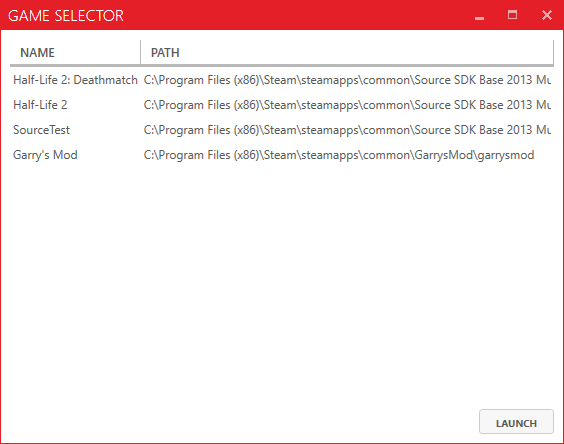 GAME SELECTOR
NAME PATH
Half-Life 2: Deathmatch C:\Program Files (x86)\Steam\steamapps\common\Source SDK Base 2013 Mu
Half-Life 2 C:\Program Files (x86)\Steam\steamapps\common\Source SDK Base 2013 Mu
SourceTest C:\Program Files (x86)\Steam\steamapps\common\Source SDK Base 2013 Mu
Garry's Mod C:\Program Files (x86)\Steam\steamapps\common\GarrysMod\garrysmod
LAUNCH